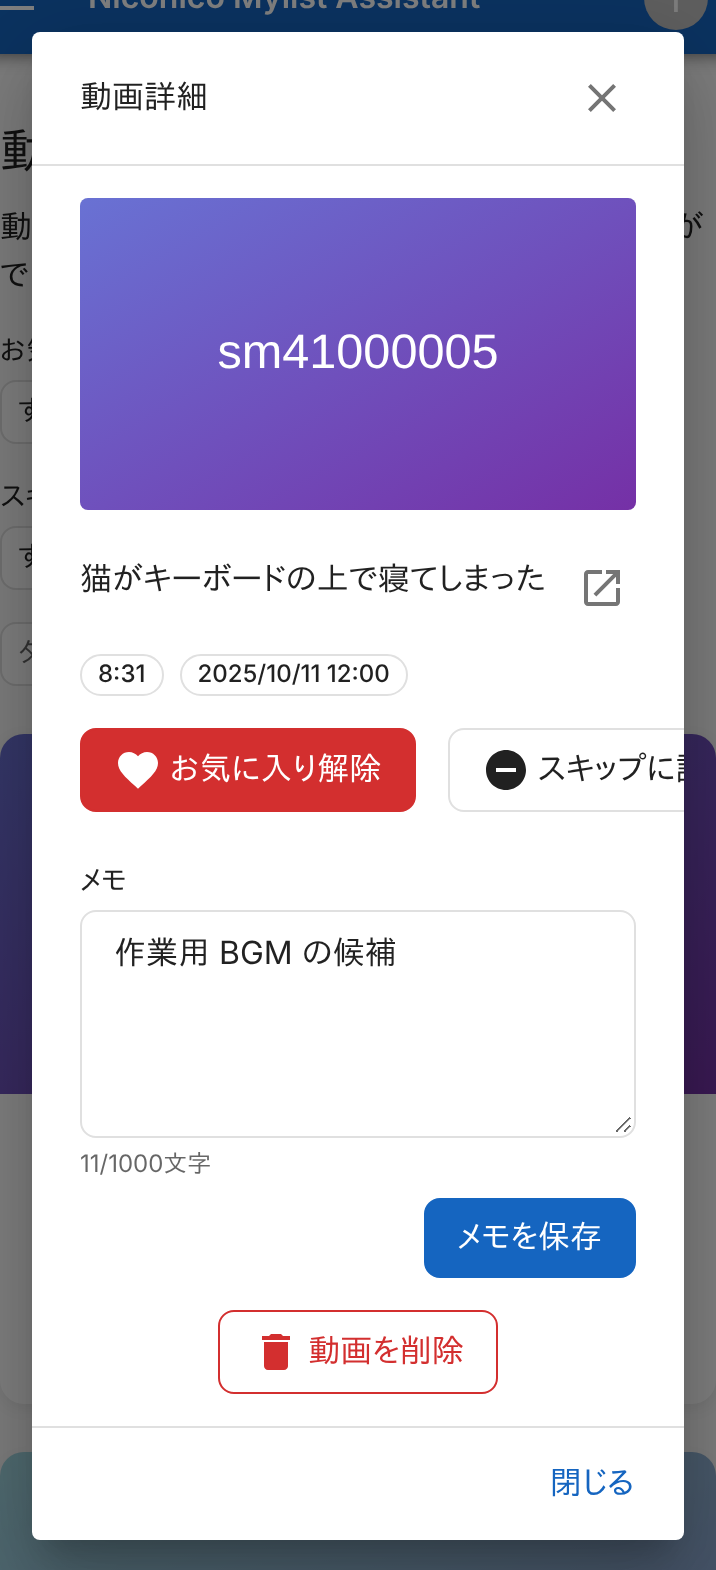 Niconico Mylist Assistant
動画詳細
sm41000005
猫がキーボードの上で寝てしまった
8:31
2025/10/11 12:00
お気に入り解除
スキップに
メモ
作業用 BGM の候補
11/1000文字
メモを保存
動画を削除
閉じる